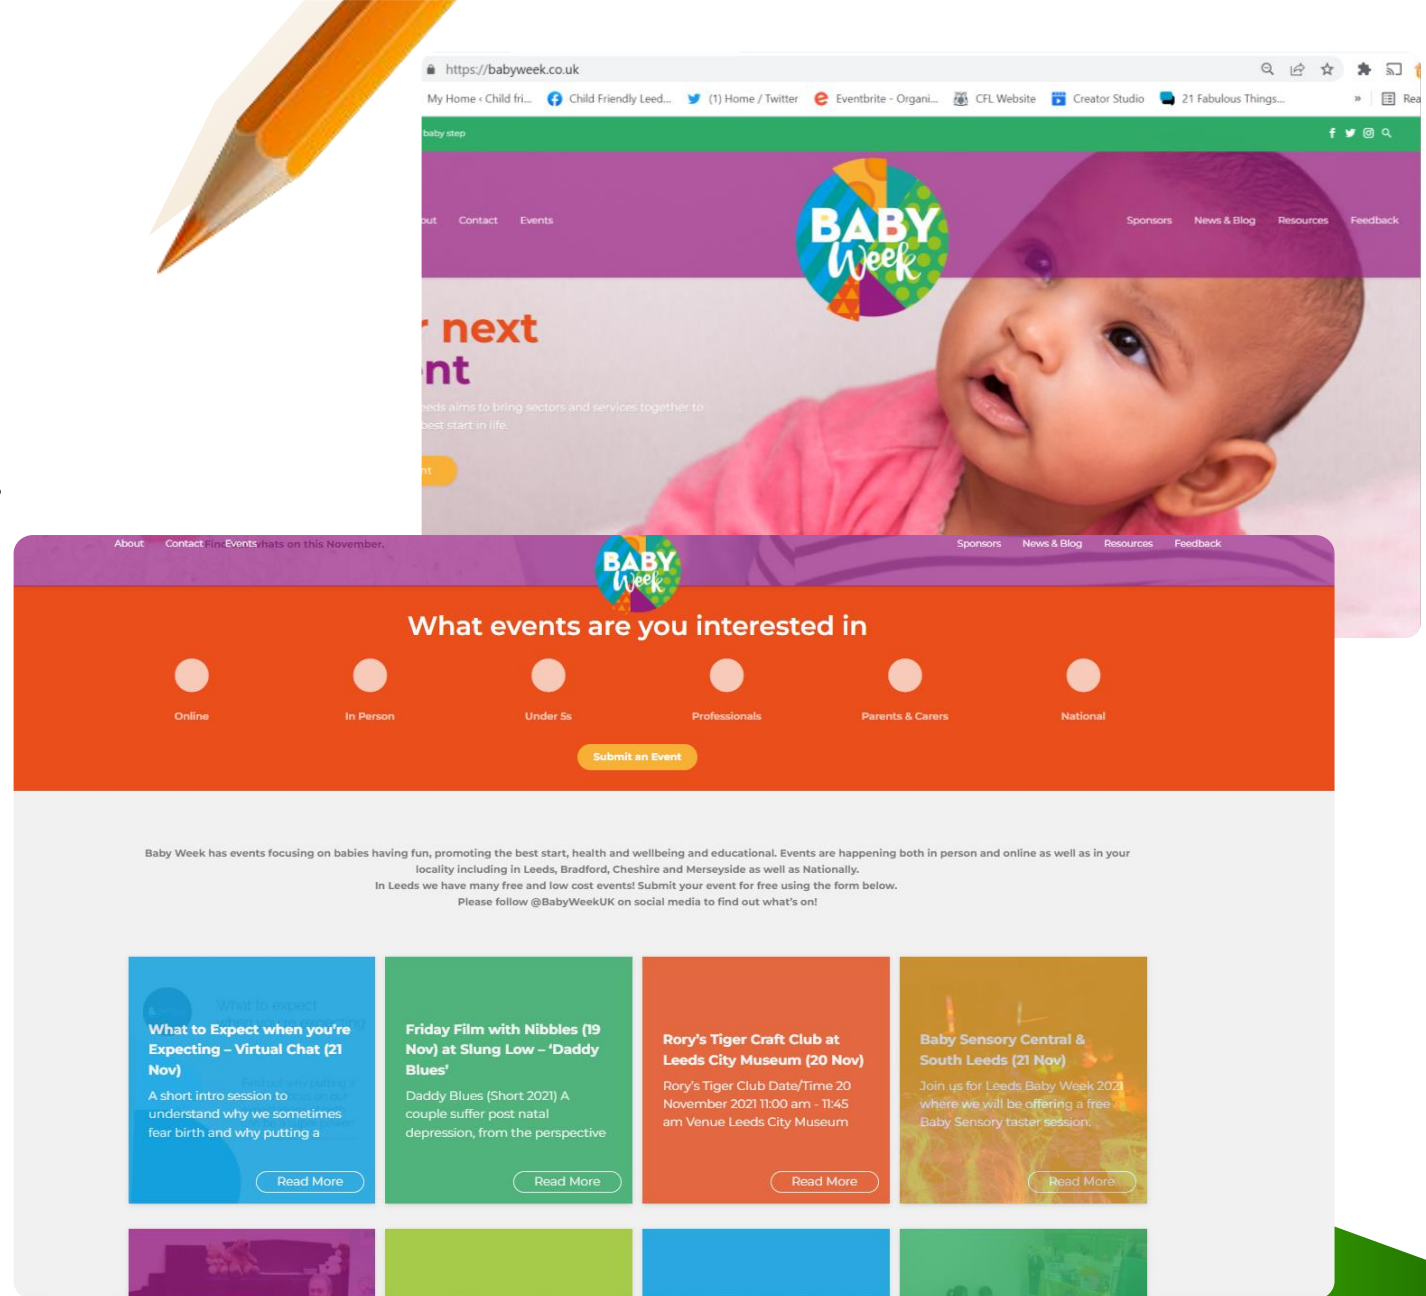 https://babyweek.co.uk
My Home ‹ Child fri... Child Friendly Leed... (1) Home / Twitter Eventbrite - Organi... CFL Website Creator Studio 21 Fabulous Things... » Rea
baby step
out Contact Events
BABY
Week
Sponsors News & Blog Resources Feedback
r next
nt
eeds aims to bring sectors and services together to
best start in life.
nt
About Contact Events whats on this November.
BABY
Week
Sponsors News & Blog Resources Feedback
What events are you interested in
Online In Person Under 5s Professionals Parents & Carers National
Submit an Event
Baby Week has events focusing on babies having fun, promoting the best start, health and wellbeing and educational. Events are happening both in person and online as well as in your
locality including in Leeds, Bradford, Cheshire and Merseyside as well as Nationally.
In Leeds we have many free and low cost events! Submit your event for free using the form below.
Please follow @BabyWeekUK on social media to find out what's on!
What to expect
What to Expect when you're
Expecting – Virtual Chat (21
Nov)
A short intro session to
understand why we sometimes
fear birth and why putting a
Read More
Friday Film with Nibbles (19
Nov) at Slung Low – 'Daddy
Blues'
Daddy Blues (Short 2021) A
couple suffer post natal
depression, from the perspective
Read More
Rory's Tiger Craft Club at
Leeds City Museum (20 Nov)
Rory's Tiger Club Date/Time 20
November 2021 11:00 am - 11:45
am Venue Leeds City Museum
Read More
Baby Sensory Central &
South Leeds (21 Nov)
Join us for Leeds Baby Week 2021
where we will be offering a free
Baby Sensory taster session.
Read More